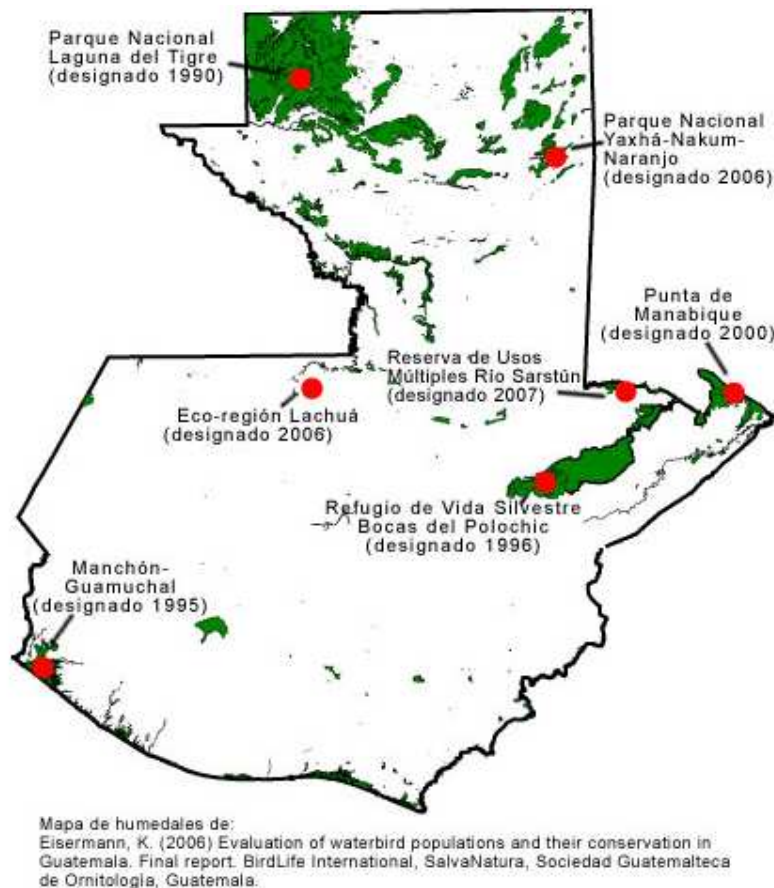 Parque Nacional
Laguna del Tigre
(designado 1990)
Parque Nacional
Yaxhá-Nakum-
Naranjo
(designado 2006)
Punta de
Manabique
(designado 2000)
Reserva de Usos
Múltiples Río Sarstún
(designado 2007)
Eco-región Lachuá
(designado 2006)
Refugio de Vida Silvestre
Bocas del Polochic
(designado 1996)
Manchón-
Guamuchal
(designado 1995)
Mapa de humedales de:
Eisermann, K. (2006) Evaluation of waterbird populations and their conservation in
Guatemala. Final report. BirdLife International, SalvaNatura, Sociedad Guatemalteca
de Ornitología, Guatemala.